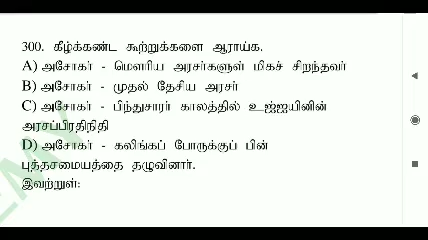 300. கீழ்க்கண்ட கூற்றுக்களை ஆராய்க.
A) அசோகர் - மௌரிய அரசர்களுள் மிகச் சிறந்தவர்
B) அசோகர் - முதல் தேசிய அரசர்
C) அசோகர் - பிந்துசாரர் காலத்தில் உஜ்ஜயினின்
அரசப்பிரதிநிதி
D) அசோகர் - கலிங்கப் போருக்குப் பின்
புத்தசமயத்தை தழுவினார்.
இவற்றுள்: